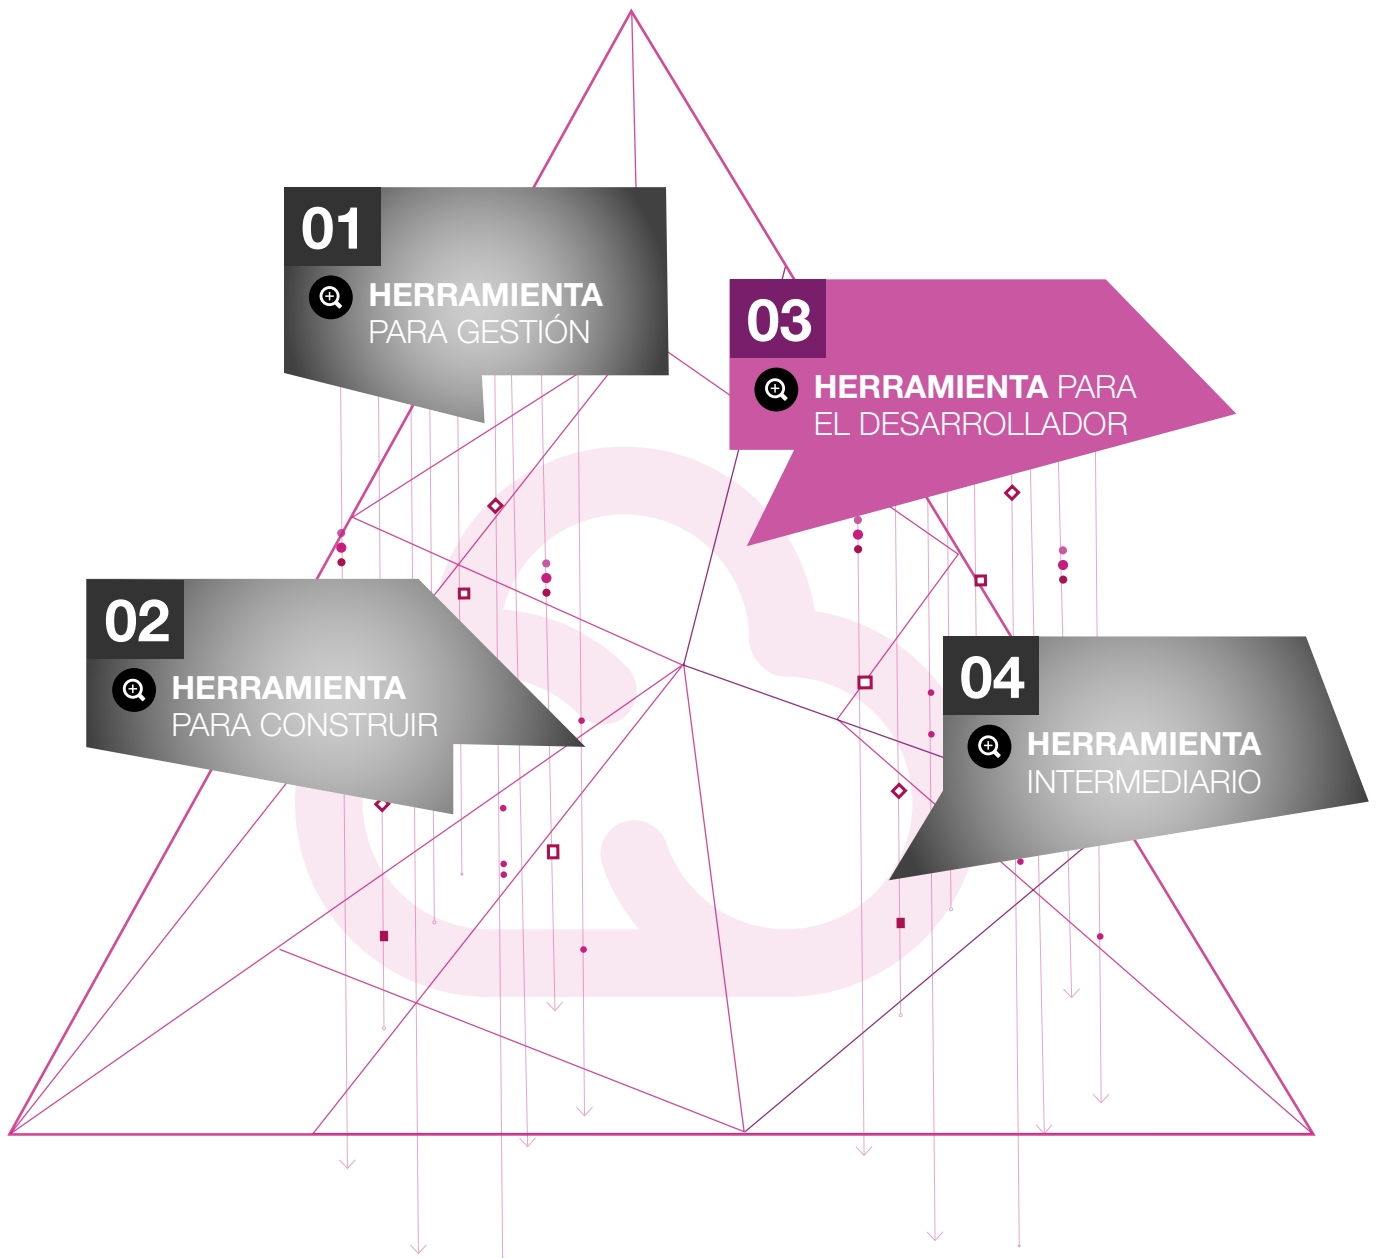 01
HERRAMIENTA
PARA GESTIÓN
03
HERRAMIENTA PARA
EL DESARROLLADOR
02
HERRAMIENTA
PARA CONSTRUIR
04
HERRAMIENTA
INTERMEDIARIO